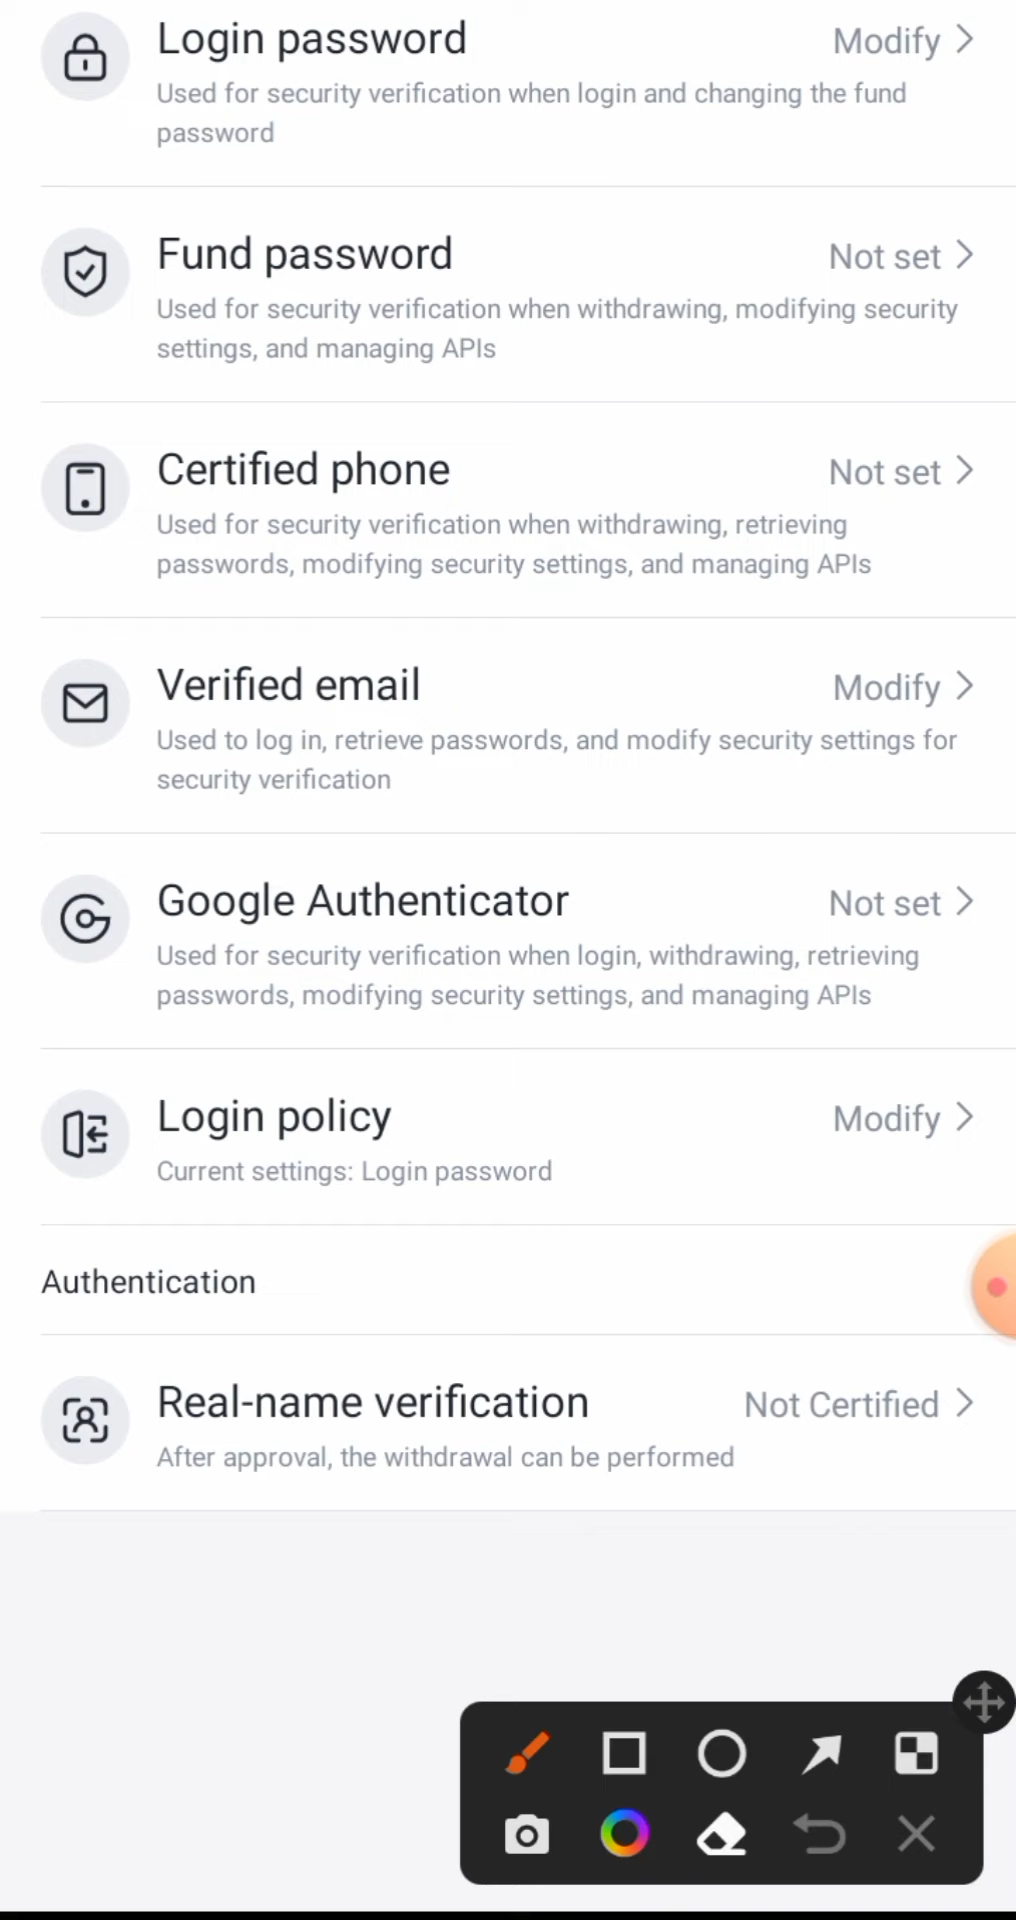 Login password
Modify
Used for security verification when login and changing the fund
password
Fund password
Not set
Used for security verification when withdrawing, modifying security
settings, and managing APIs
Certified phone
Not set
Used for security verification when withdrawing, retrieving
passwords, modifying security settings, and managing APIs
Verified email
Modify
Used to log in, retrieve passwords, and modify security settings for
security verification
Google Authenticator
Not set
Used for security verification when login, withdrawing, retrieving
passwords, modifying security settings, and managing APIs
Login policy
Modify
Current settings: Login password
Authentication
Real-name verification
Not Certified
After approval, the withdrawal can be performed